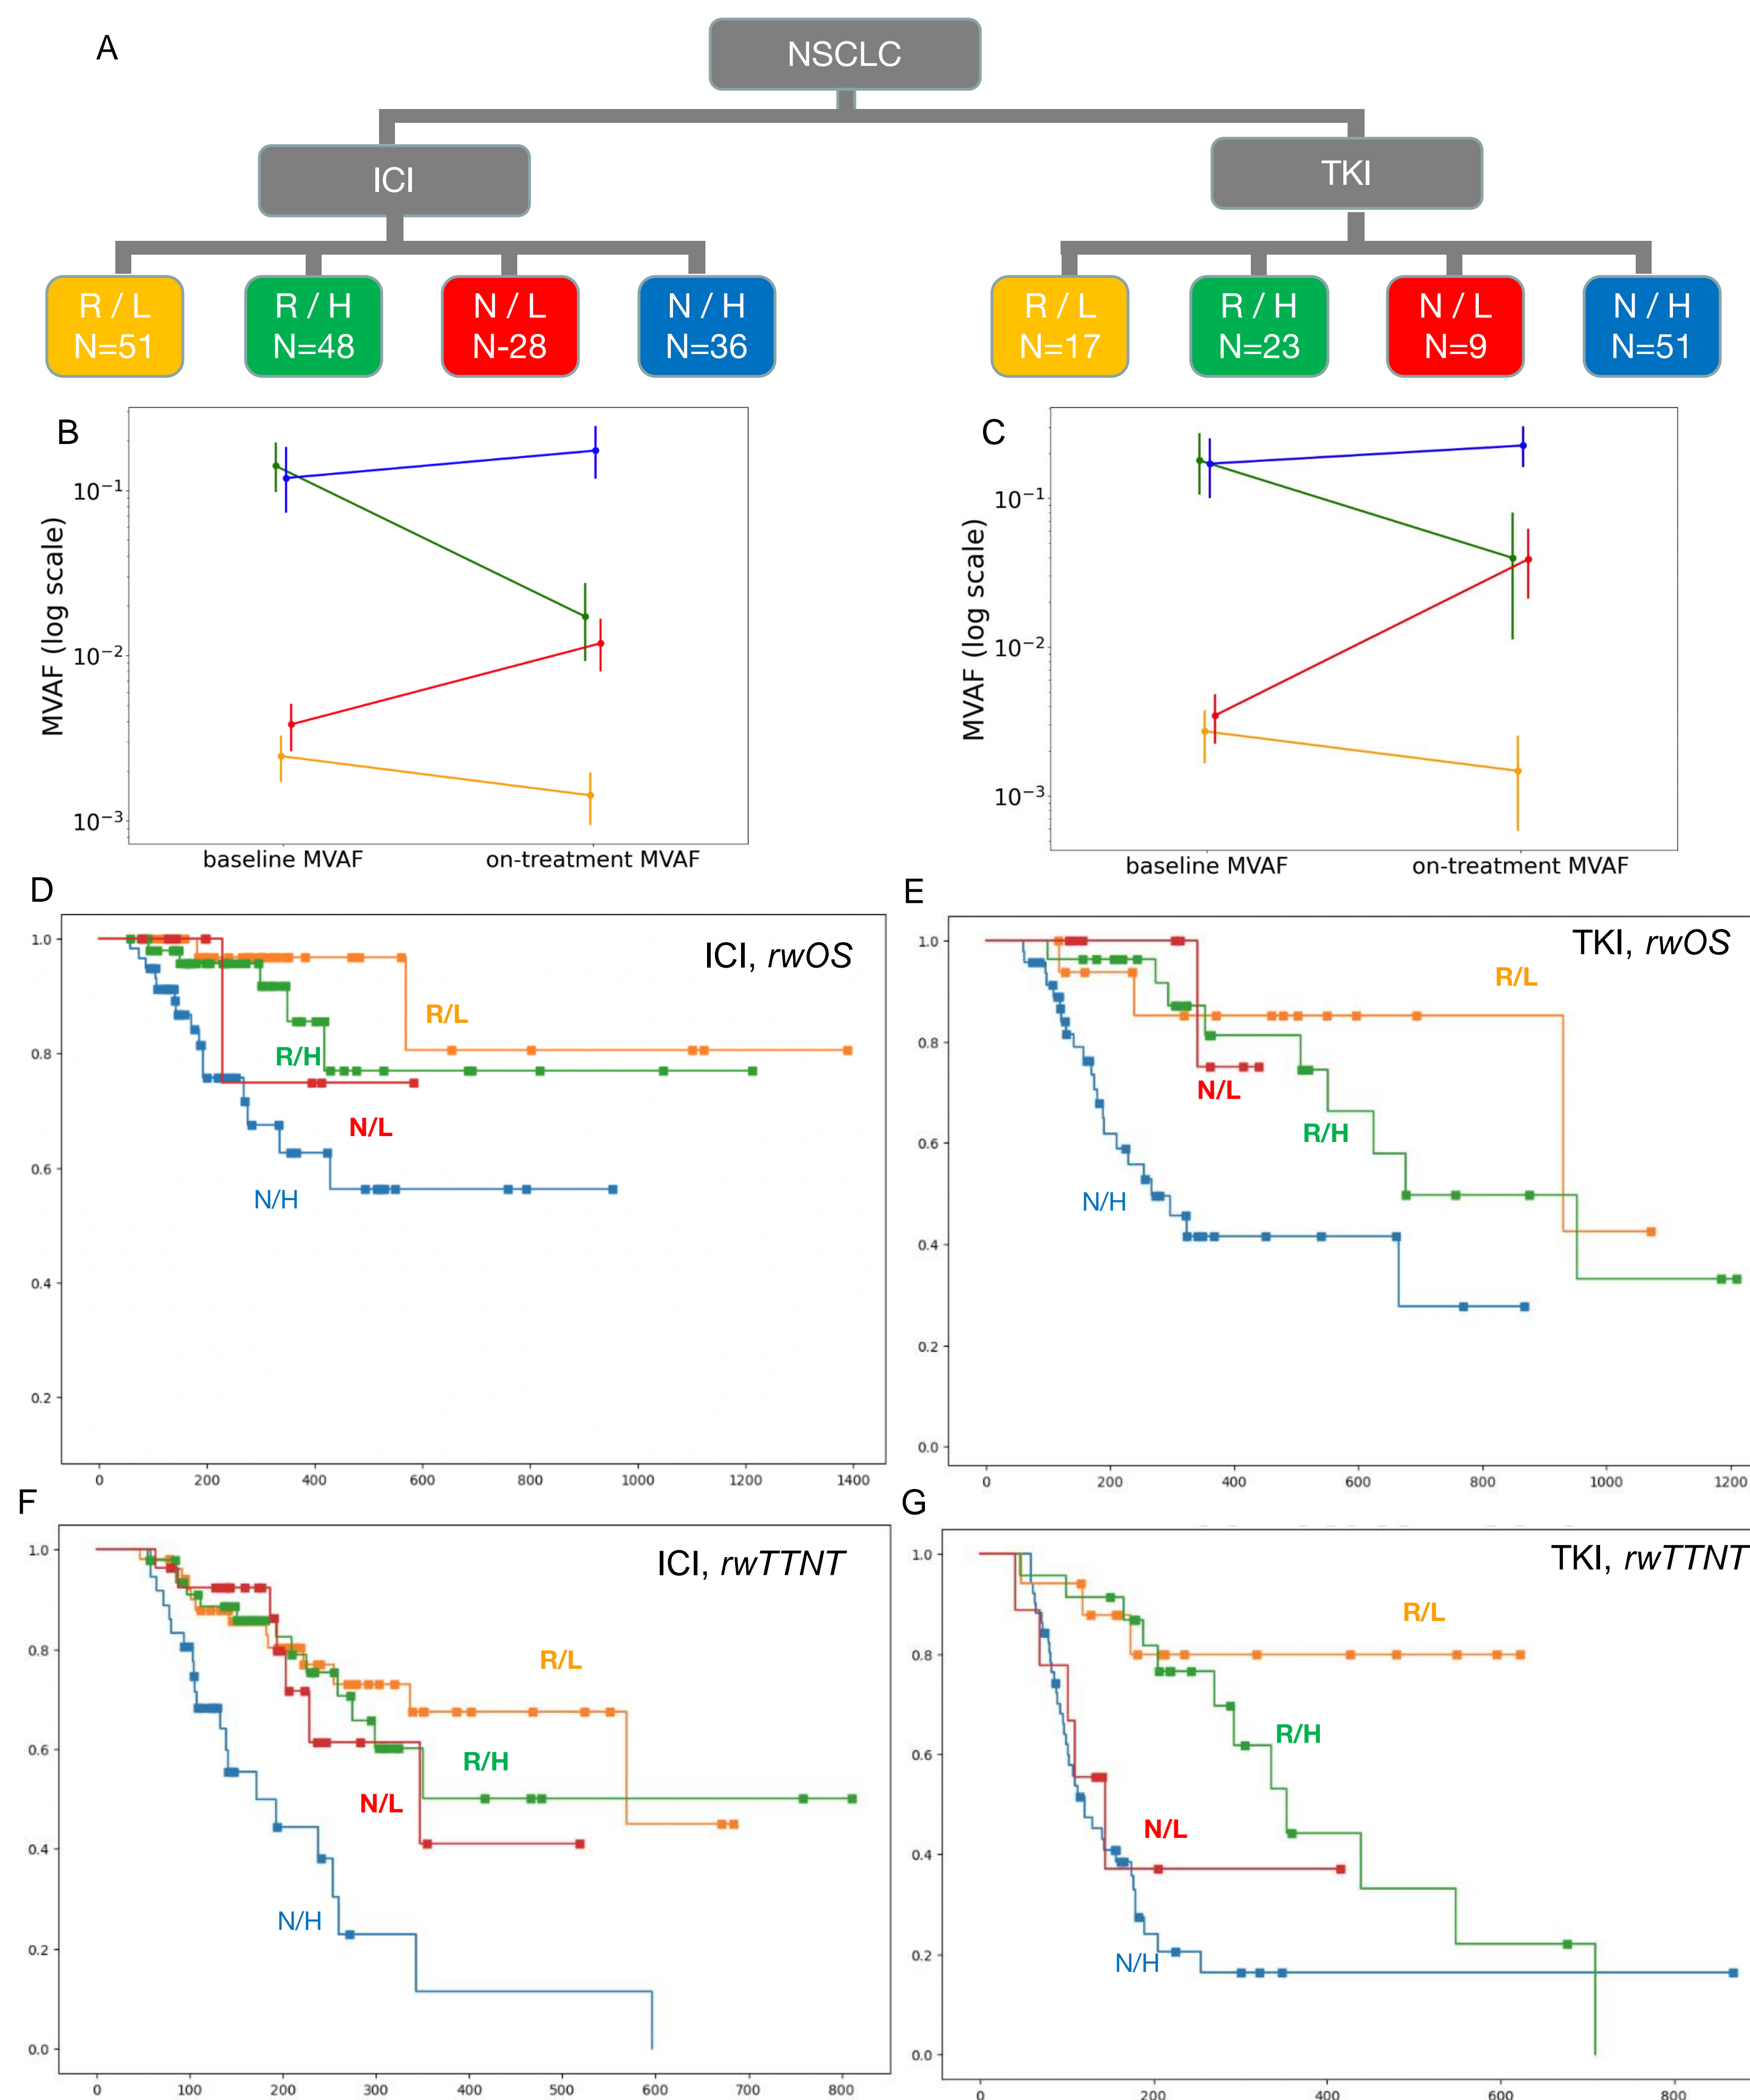 A
NSCLC
ICI
TKI
R / L
N=51
R / H
N=48
N / L
N-28
N / H
N=36
R / L
N=17
R / H
N=23
N / L
N=9
N / H
N=51
B
MVAF (log scale)
10⁻¹
10⁻²
10⁻³
baseline MVAF
on-treatment MVAF
C
MVAF (log scale)
10⁻¹
10⁻²
10⁻³
baseline MVAF
on-treatment MVAF
D
ICI, rwOS
R/L
R/H
N/L
N/H
1.0
0.8
0.6
0.4
0.2
0 200 400 600 800 1000 1200 1400
E
TKI, rwOS
R/L
N/L
R/H
N/H
1.0
0.8
0.6
0.4
0.2
0.0
0 200 400 600 800 1000 1200
F
ICI, rwTTNT
R/L
R/H
N/L
N/H
1.0
0.8
0.6
0.4
0.2
0.0
0 100 200 300 400 500 600 700 800
G
TKI, rwTTNT
R/L
R/H
N/L
N/H
1.0
0.8
0.6
0.4
0.2
0.0
0 200 400 600 800